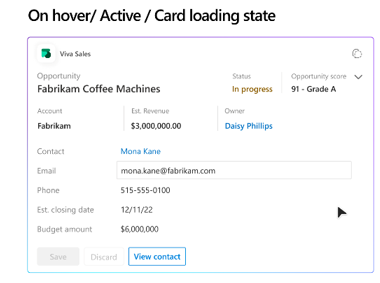 On hover/ Active / Card loading state
Viva Sales
Opportunity
Fabrikam Coffee Machines
Status
In progress
Opportunity score
91 - Grade A
Account
Fabrikam
Est. Revenue
$3,000,000.00
Owner
Daisy Phillips
Contact
Mona Kane
Email
mona.kane@fabrikam.com
Phone
515-555-0100
Est. closing date
12/11/22
Budget amount
$6,000,000
Save
Discard
View contact